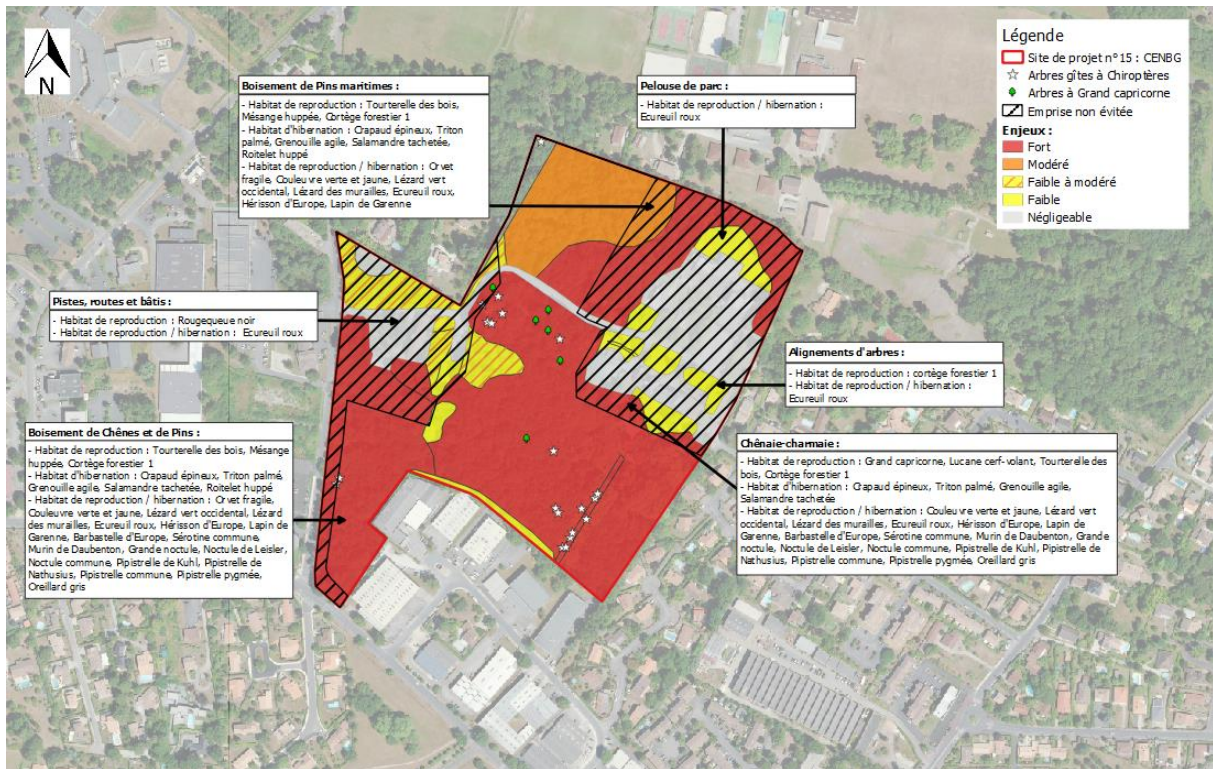 N
Légende
Site de projet n°15 : CENBG
Arbres gîtes à Chiroptères
Arbres à Grand capricorne
Emprise non évitée
Enjeux :
Fort
Modéré
Faible à modéré
Faible
Négligeable
Boisement de Pins maritimes :
- Habitat de reproduction : Tourterelle des bois,
Mésange huppée, Cortège forestier 1
- Habitat d'hibernation : Crapaud épineux, Triton
palmé, Grenouille agile, Salamandre tachetée,
Roitelet huppé
- Habitat de reproduction / hibernation : Orvet
fragile, Couleuvre verte et jaune, Lézard vert
occidental, Lézard des murailles, Ecureuil roux,
Hérisson d'Europe, Lapin de Garenne
Pelouse de parc :
- Habitat de reproduction / hibernation :
Ecureuil roux
Pistes, routes et bâtis :
- Habitat de reproduction : Rougequeue noir
- Habitat de reproduction / hibernation : Ecureuil roux
Alignements d'arbres :
- Habitat de reproduction : cortège forestier 1
- Habitat de reproduction / hibernation :
Ecureuil roux
Boisement de Chênes et de Pins :
- Habitat de reproduction : Tourterelle des bois, Mésange
huppée, Cortège forestier 1
- Habitat d'hibernation : Crapaud épineux, Triton palmé,
Grenouille agile, Salamandre tachetée, Roitelet huppé
- Habitat de reproduction / hibernation : Orvet fragile,
Couleuvre verte et jaune, Lézard vert occidental, Lézard
des murailles, Ecureuil roux, Hérisson d'Europe, Lapin de
Garenne, Barbastelle d'Europe, Sérotine commune,
Murin de Daubenton, Grande noctule, Noctule de Leisler,
Noctule commune, Pipistrelle de Kuhl, Pipistrelle de
Nathusius, Pipistrelle commune, Pipistrelle pygmée,
Oreillard gris
Chênaie-charmaie :
- Habitat de reproduction : Grand capricorne, Lucane cerf-volant, Tourterelle des
bois, Cortège forestier 1
- Habitat d'hibernation : Crapaud épineux, Triton palmé, Grenouille agile,
Salamandre tachetée
- Habitat de reproduction / hibernation : Couleuvre verte et jaune, Lézard vert
occidental, Lézard des murailles, Ecureuil roux, Hérisson d'Europe, Lapin de
Garenne, Barbastelle d'Europe, Sérotine commune, Murin de Daubenton, Grande
noctule, Noctule de Leisler, Noctule commune, Pipistrelle de Kuhl, Pipistrelle de
Nathusius, Pipistrelle commune, Pipistrelle pygmée, Oreillard gris